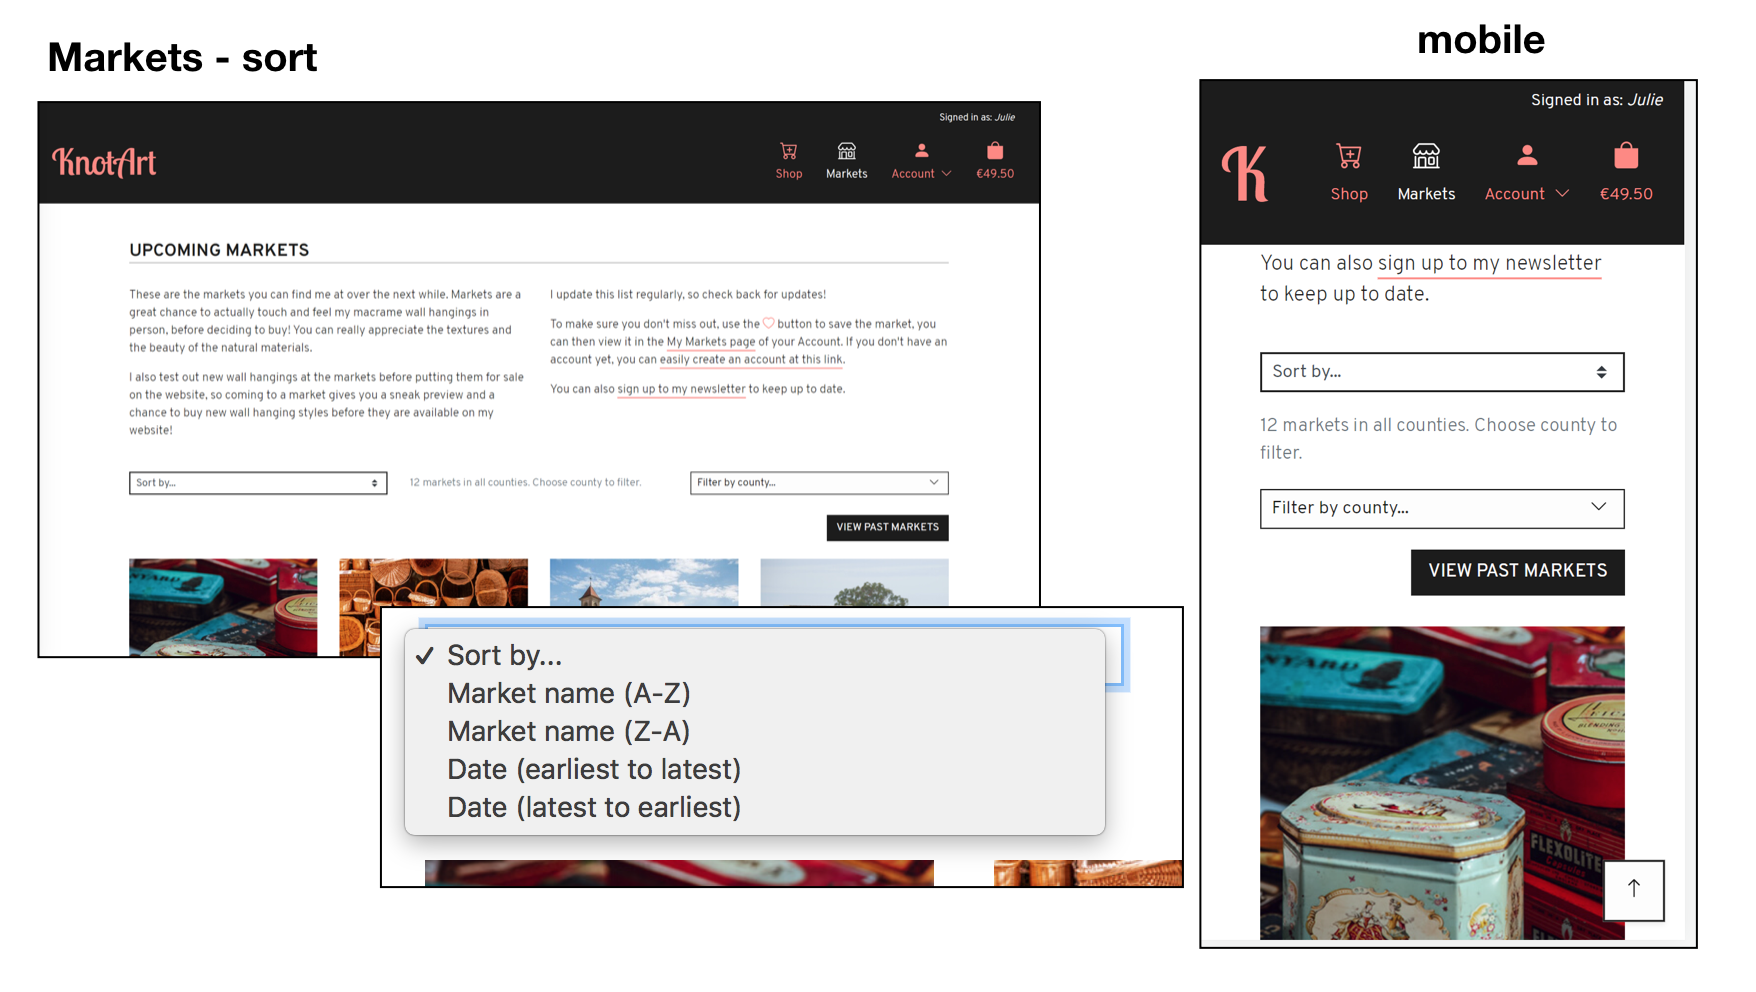 Markets - sort
mobile
Signed in as: Julie
KnotArt
Shop
Markets
Account
€49.50
UPCOMING MARKETS
These are the markets you can find me at over the next while. Markets are a
great chance to actually touch and feel my macrame wall hangings in
person, before deciding to buy! You can really appreciate the textures and
the beauty of the natural materials.
I also test out new wall hangings at the markets before putting them for sale
on the website, so coming to a market gives you a sneak preview and a
chance to buy new wall hanging styles before they are available on my
website!
I update this list regularly, so check back for updates!
To make sure you don't miss out, use the button to save the market, you
can then view it in the My Markets page of your Account. If you don't have an
account yet, you can easily create an account at this link.
You can also sign up to my newsletter to keep up to date.
Sort by...
12 markets in all counties. Choose county to filter.
Filter by county...
VIEW PAST MARKETS
NYARD
✓ Sort by...
Market name (A-Z)
Market name (Z-A)
Date (earliest to latest)
Date (latest to earliest)
Signed in as: Julie
K
Shop
Markets
Account
€49.50
You can also sign up to my newsletter
to keep up to date.
Sort by...
12 markets in all counties. Choose county to
filter.
Filter by county...
VIEW PAST MARKETS
NYARD
FLEXOLITE